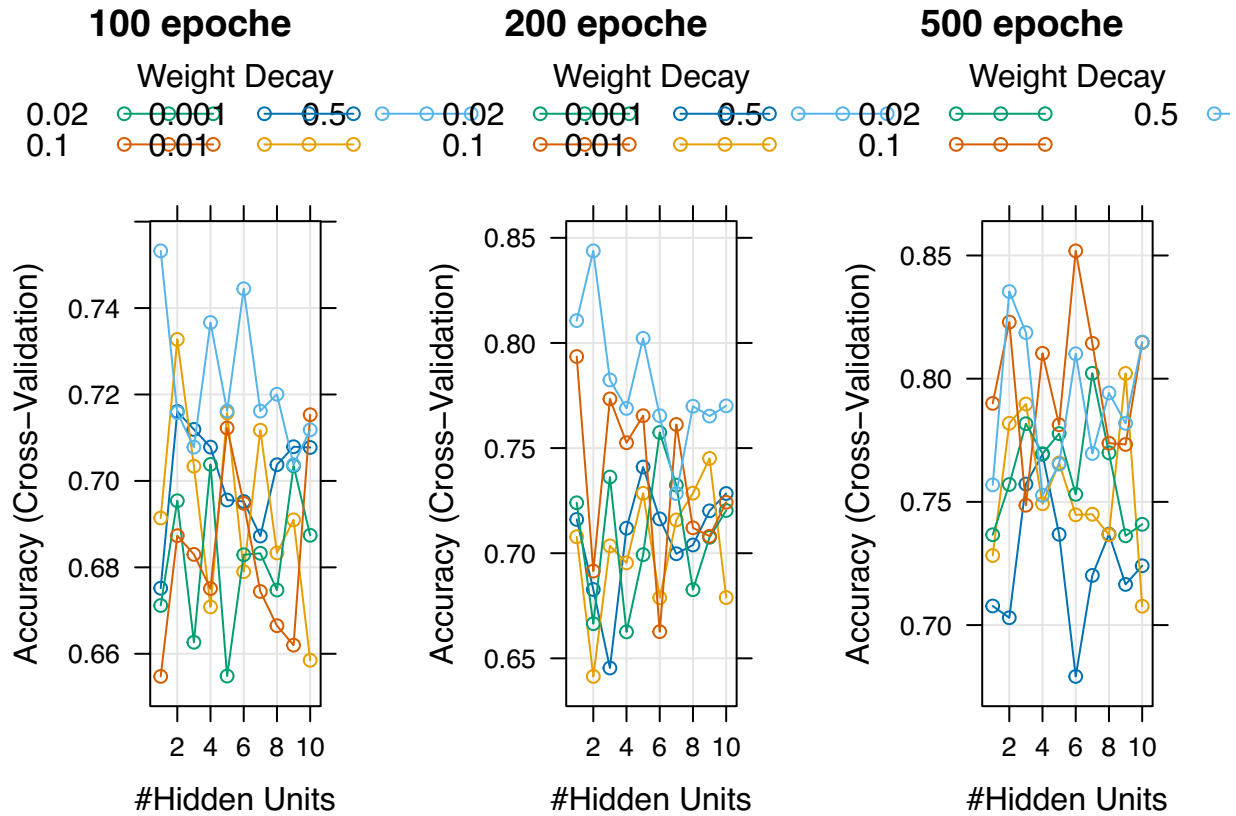 100 epoche 200 epoche 500 epoche
Weight Decay Weight Decay Weight Decay
0.02 0.001 0.5 0.02 0.001 0.5 0.02 0.5
0.1 0.01 0.1 0.01 0.1
0.85
0.85
0.74
0.80
0.80
0.72
0.75
0.75
0.70
0.70
0.68
0.70
0.66
0.65
Accuracy (Cross−Validation) Accuracy (Cross−Validation) Accuracy (Cross−Validation)
2 4 6 8 10 2 4 6 8 10 2 4 6 8 10
#Hidden Units #Hidden Units #Hidden Units